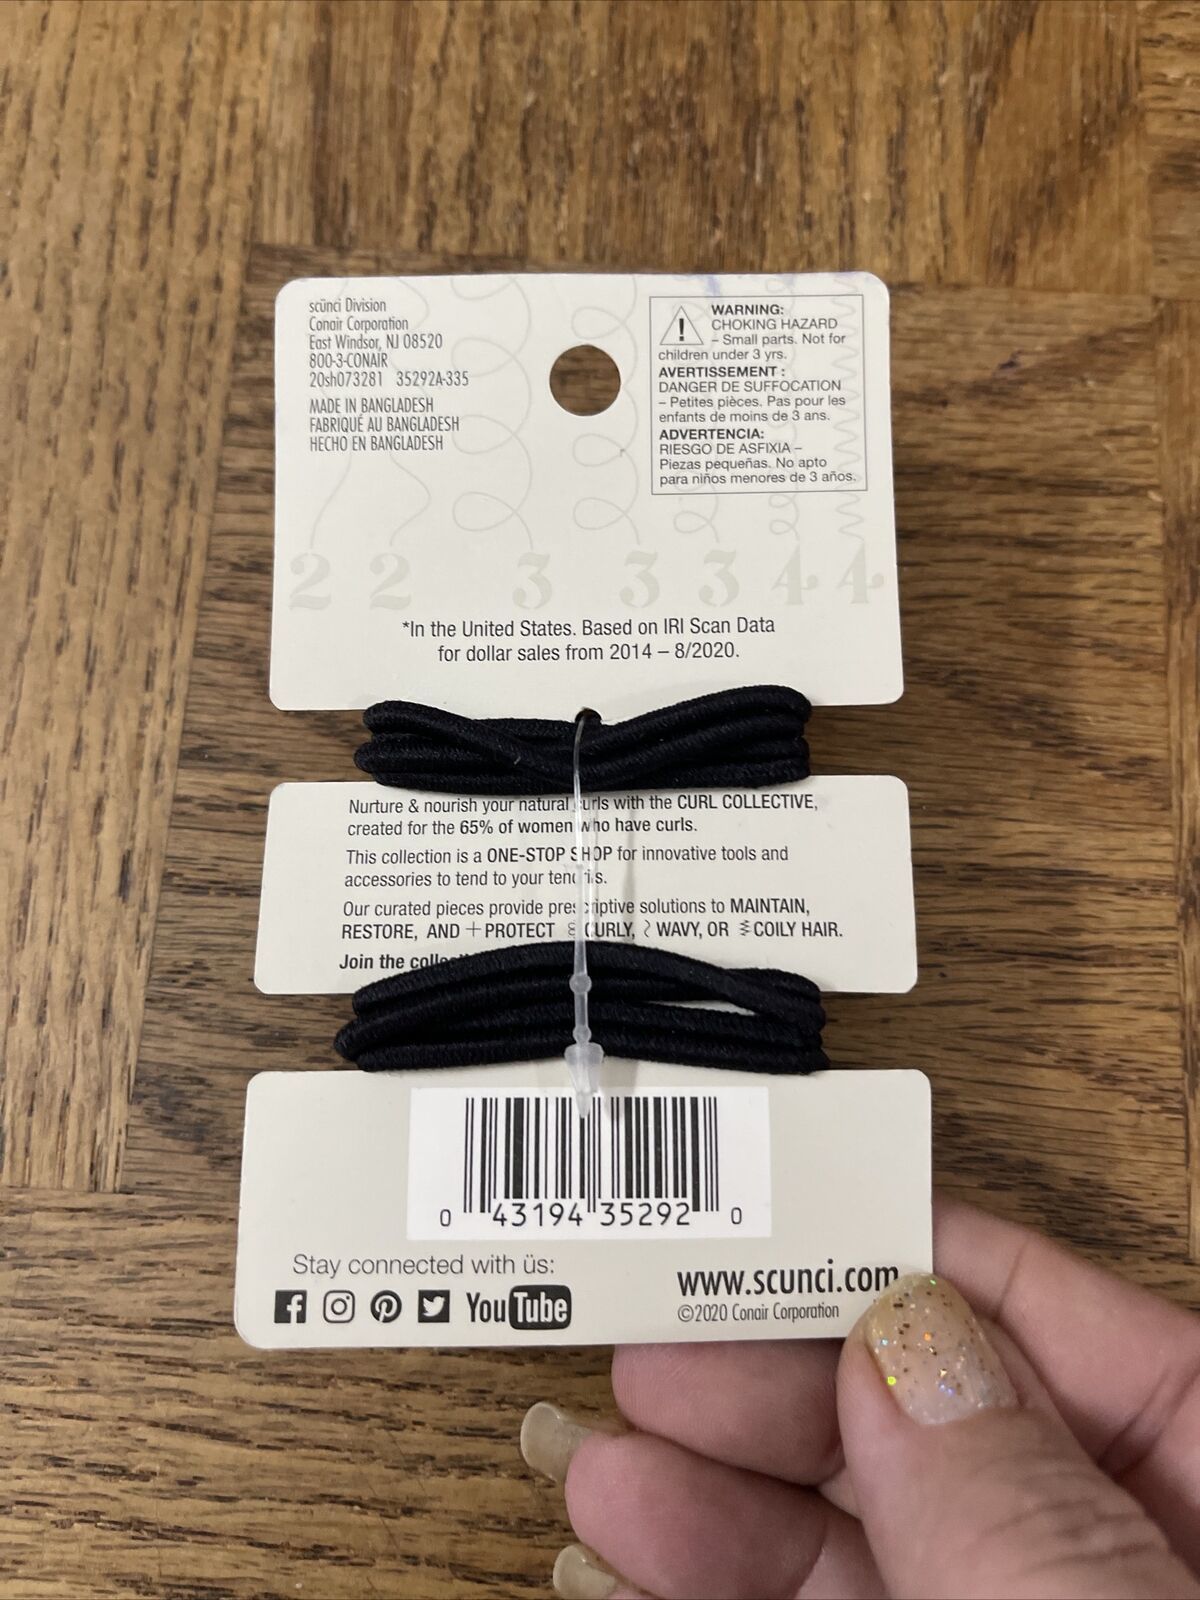 scünci Division
Conair Corporation
East Windsor, NJ 08520
800-3-CONAIR
20sh073281 35292A-335
MADE IN BANGLADESH
FABRIQUÉ AU BANGLADESH
HECHO EN BANGLADESH
WARNING:
CHOKING HAZARD
– Small parts. Not for
children under 3 yrs.
AVERTISSEMENT :
DANGER DE SUFFOCATION
– Petites pièces. Pas pour les
enfants de moins de 3 ans.
ADVERTENCIA:
RIESGO DE ASFIXIA –
Piezas pequeñas. No apto
para niños menores de 3 años.
2 2 3 3 3 4 4
*In the United States. Based on IRI Scan Data
for dollar sales from 2014 – 8/2020.
Nurture & nourish your natural curls with the CURL COLLECTIVE,
created for the 65% of women who have curls.
This collection is a ONE-STOP SHOP for innovative tools and
accessories to tend to your tendrils.
Our curated pieces provide prescriptive solutions to MAINTAIN,
RESTORE, AND + PROTECT CURLY, WAVY, OR COILY HAIR.
Join the
0 43194 35292 0
Stay connected with üs:
YouTube
www.scunci.com
©2020 Conair Corporation